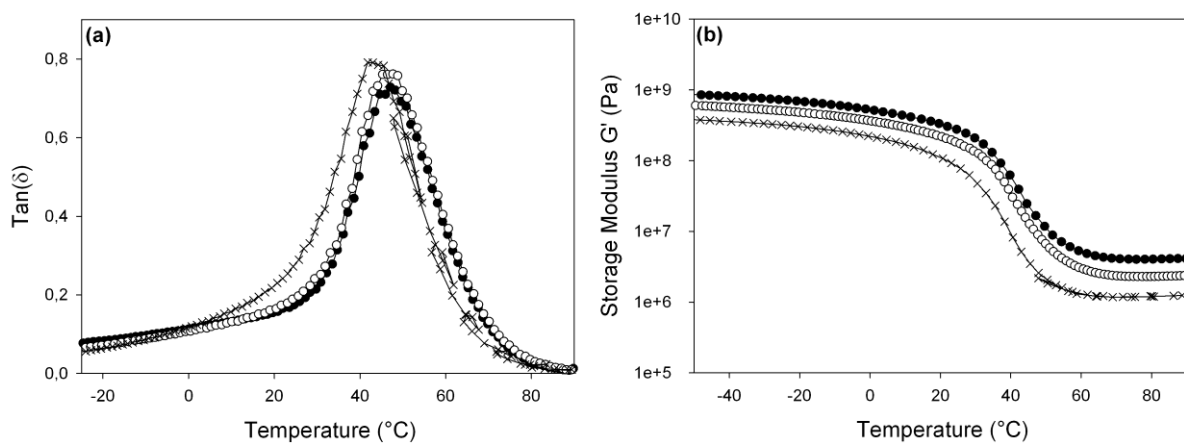 (a)
0,8
0,6
0,4
0,2
0,0
Tan(δ)
-20 0 20 40 60 80
Temperature (°C)
(b)
1e+10
1e+9
1e+8
1e+7
1e+6
1e+5
Storage Modulus G' (Pa)
-40 -20 0 20 40 60 80
Temperature (°C)